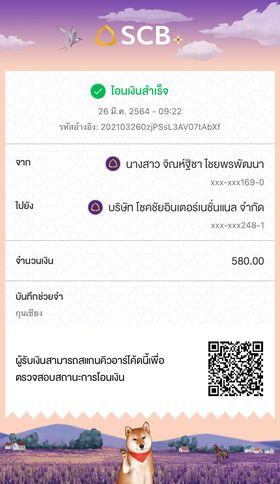 SCB
โอนเงินสำเร็จ
26 มี.ค. 2564 - 09:22
รหัสอ้างอิง: 202103260zjPSsL3AV07tAbXf
จาก
นางสาว จิณห์ฐิชา ไชยพรพัฒนา
xxx-xxx169-0
ไปยัง
บริษัท โชคชัยอินเตอร์เนชั่นแนล จำกัด
xxx-xxx248-1
จำนวนเงิน 580.00
บันทึกช่วยจำ
กุนเชียง
ผู้รับเงินสามารถสแกนคิวอาร์โค้ดนี้เพื่อ
ตรวจสอบสถานะการโอนเงิน